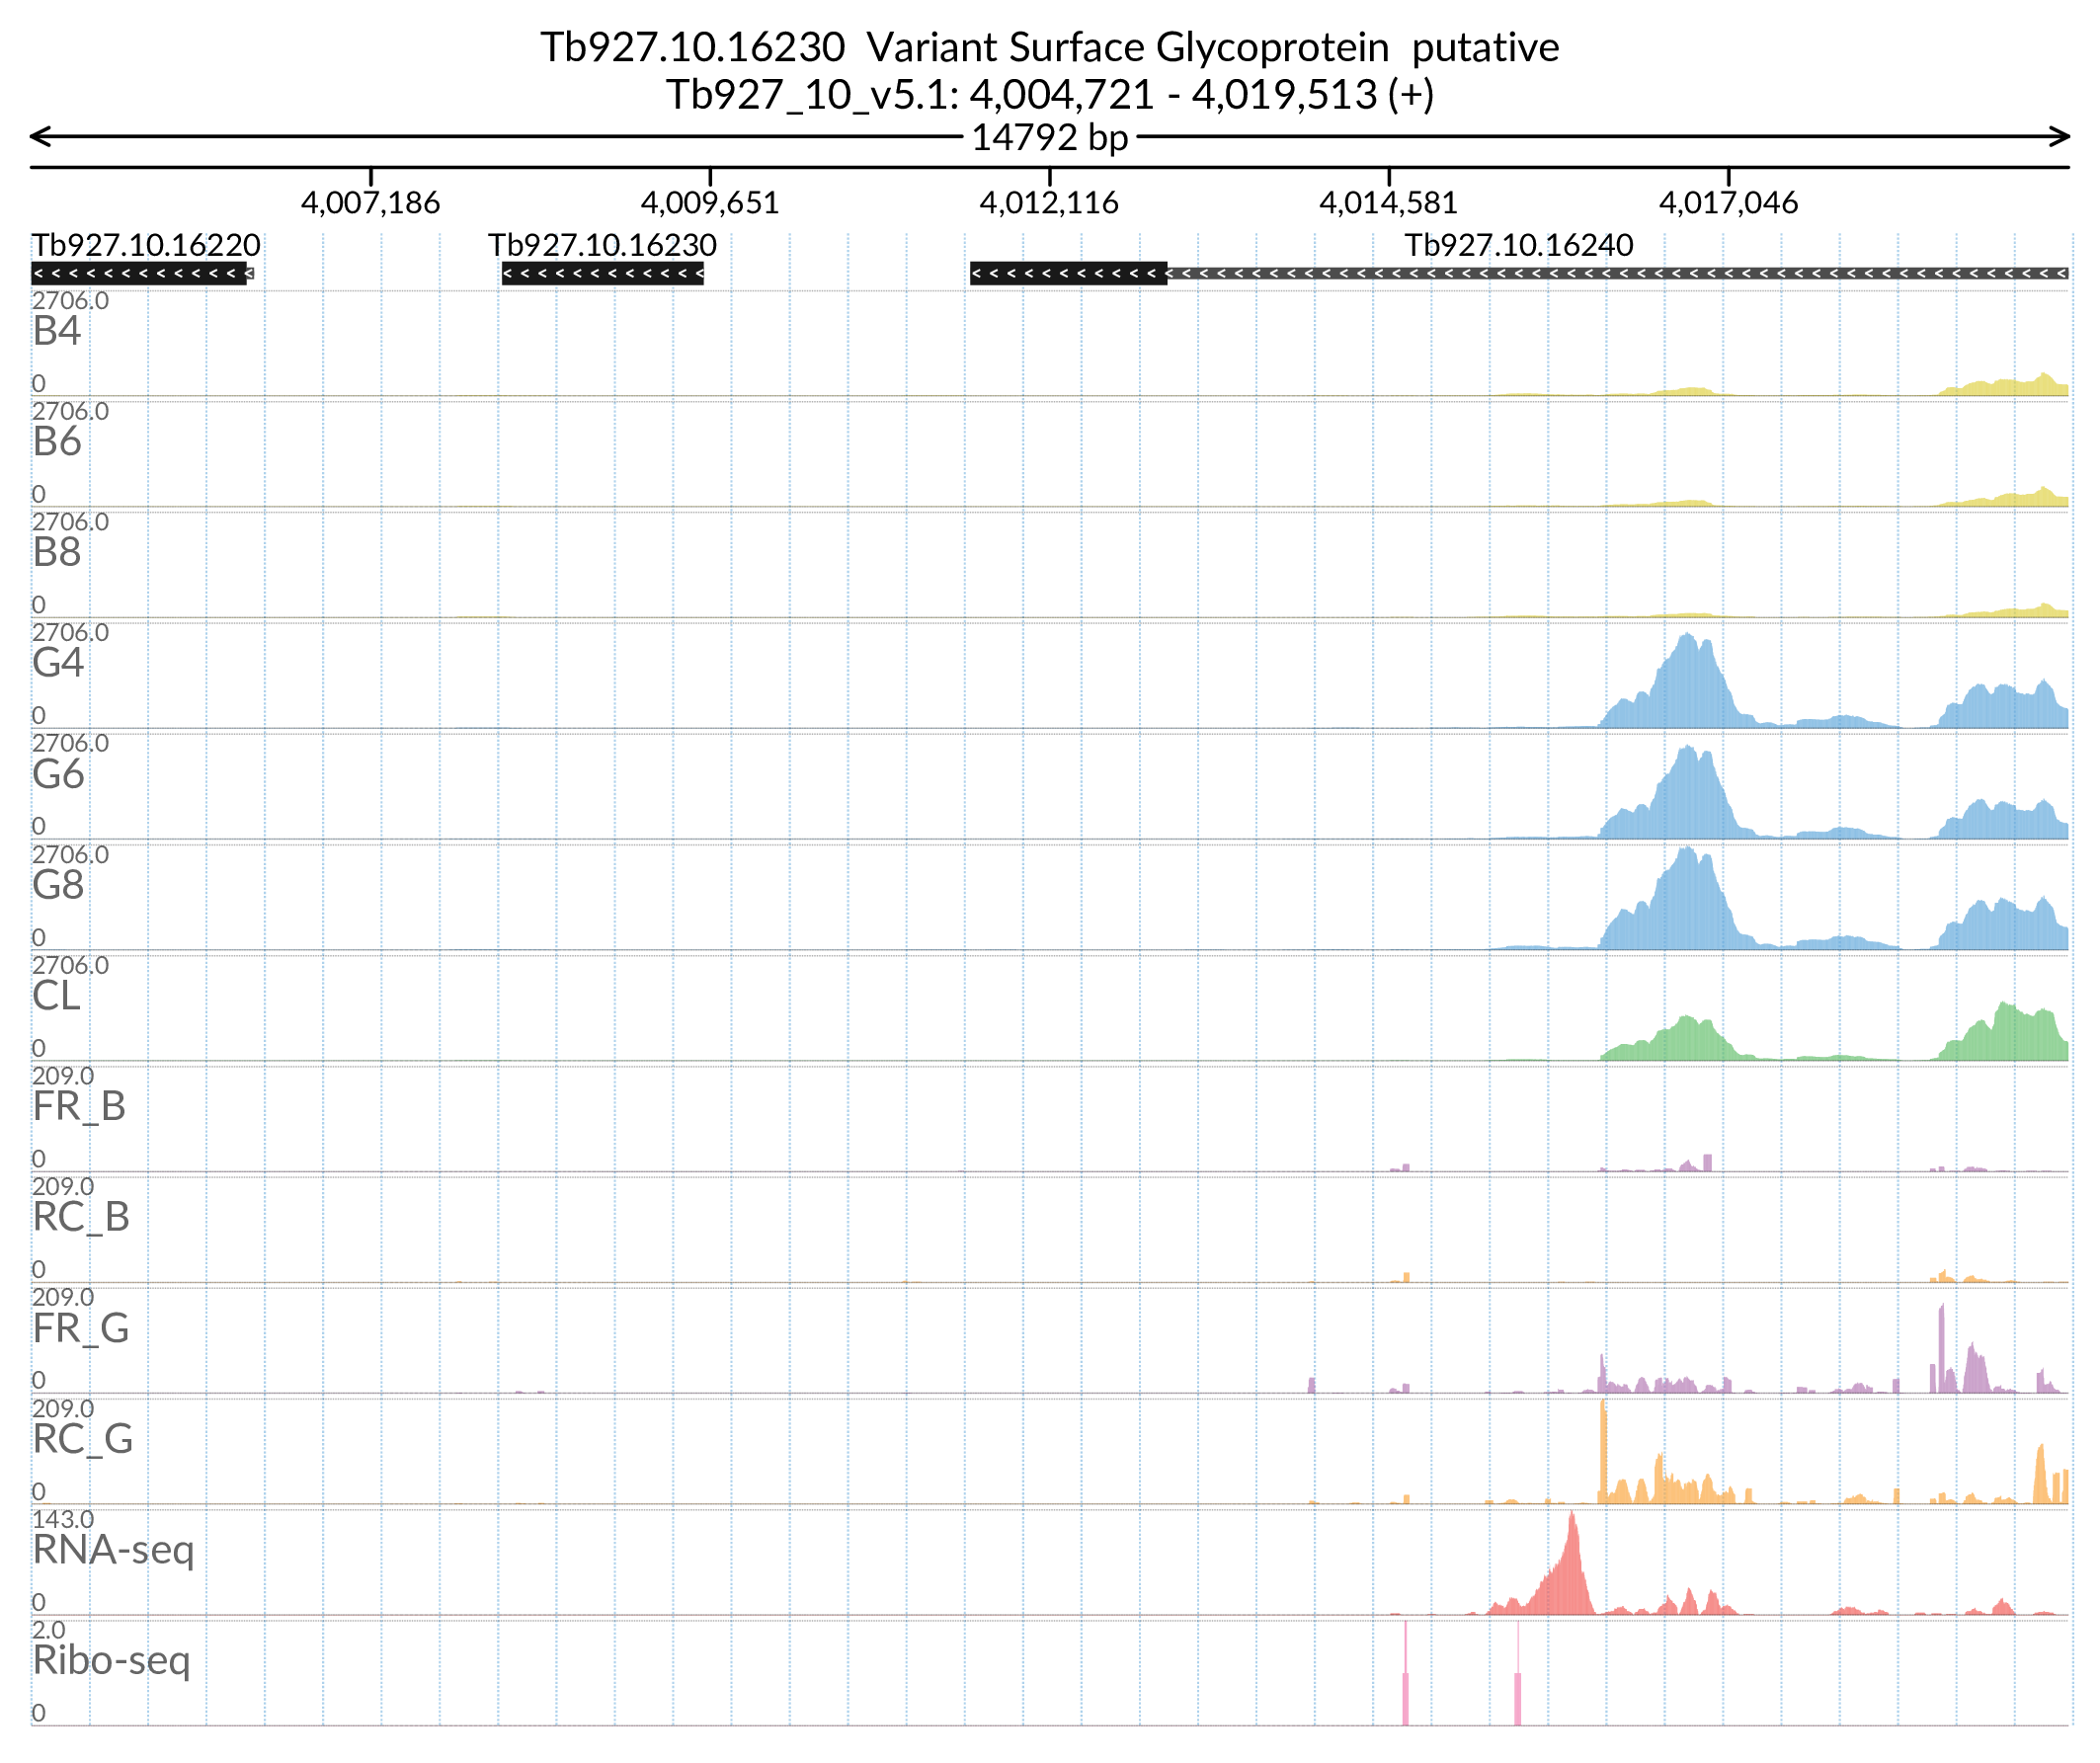 Tb927.10.16230  Variant Surface Glycoprotein  putative
Tb927_10_v5.1: 4,004,721 - 4,019,513 (+)
14792 bp
4,007,186 4,009,651 4,012,116 4,014,581 4,017,046
Tb927.10.16220 Tb927.10.16230 Tb927.10.16240
2706.0
B4
0
2706.0
B6
0
2706.0
B8
0
2706.0
G4
0
2706.0
G6
0
2706.0
G8
0
2706.0
CL
0
209.0
FR_B
0
209.0
RC_B
0
209.0
FR_G
0
209.0
RC_G
0
143.0
RNA-seq
0
2.0
Ribo-seq
0